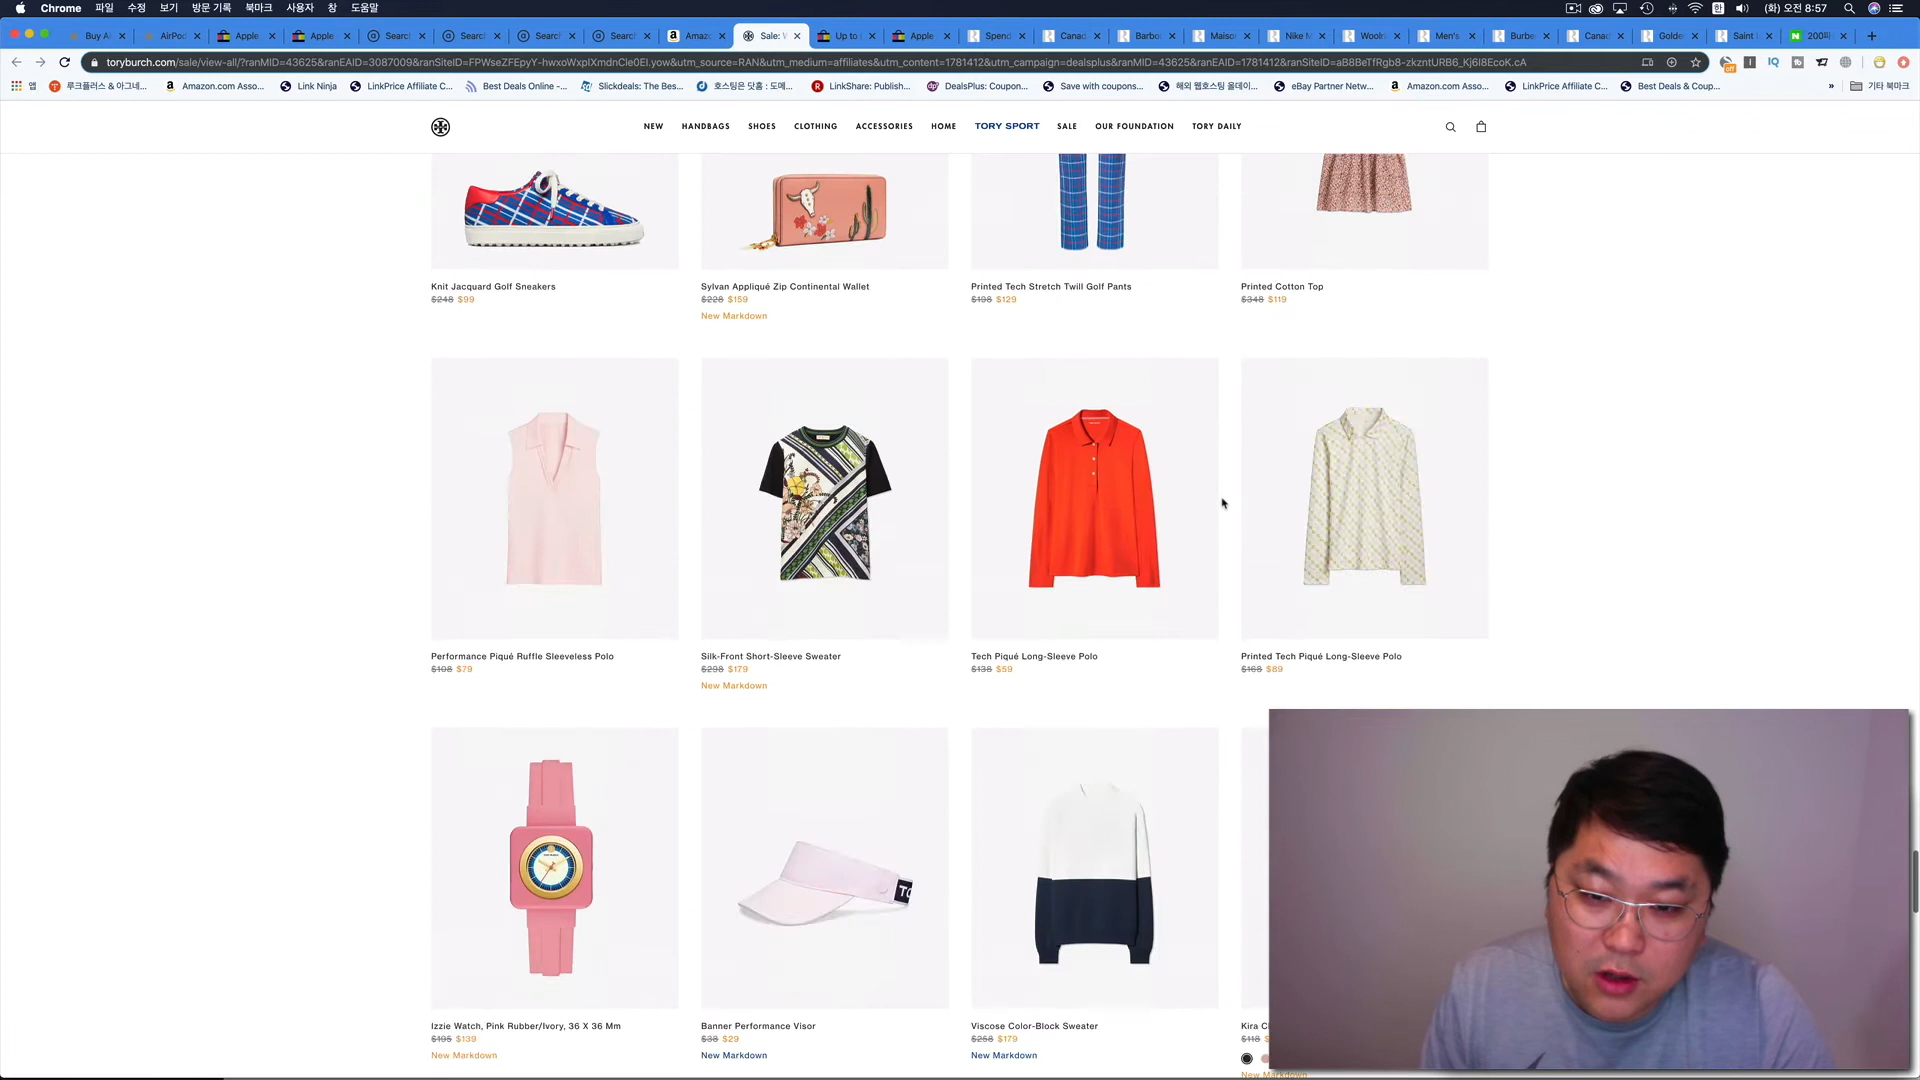 Chrome 파일 수정 보기 방문 기록 북마크 사용자 창 도움말 (화) 오전 8:57
Buy A AirPod Apple Apple Search Search Search Search Amazo Sale: W Up to Apple Spend Canad Barbo Maiso Nike M Woolr Men's Burbe Canad Golde Saint 200
toryburch.com/sale/view-all/?ranMID=43625&ranEAID=3087009&ranSiteID=FPWseZFEpyY-hwxoWxpIXmdnCle0EI.yow&utm_source=RAN&utm_medium=affiliates&utm_content=1781412&utm_campaign=dealsplus&ranMID=43625&ranEAID=1781412&ranSiteID=aB8BeTfRgb8-zkzntURB6_Kj6I8EcoK.cA
앱 루크플러스 & 아그네... Amazon.com Asso... Link Ninja LinkPrice Affiliate C... Best Deals Online -... Slickdeals: The Bes... 호스팅은 닷홈 : 도메... LinkShare: Publish... DealsPlus: Coupon... Save with coupons... 해외 웹호스팅 올데이... eBay Partner Netw... Amazon.com Asso... LinkPrice Affiliate C... Best Deals & Coup... » 기타 북마크
NEW HANDBAGS SHOES CLOTHING ACCESSORIES HOME TORY SPORT SALE OUR FOUNDATION TORY DAILY
Knit Jacquard Golf Sneakers
$248 $99
Sylvan Appliqué Zip Continental Wallet
$228 $159
New Markdown
Printed Tech Stretch Twill Golf Pants
$198 $129
Printed Cotton Top
$348 $119
Performance Piqué Ruffle Sleeveless Polo
$108 $79
Silk-Front Short-Sleeve Sweater
$298 $179
New Markdown
Tech Piqué Long-Sleeve Polo
$138 $59
Printed Tech Piqué Long-Sleeve Polo
$168 $89
Izzie Watch, Pink Rubber/Ivory, 36 X 36 Mm
$195 $139
New Markdown
TO
Banner Performance Visor
$38 $29
New Markdown
Viscose Color-Block Sweater
$258 $179
New Markdown
Kira C
$118
New Markdown